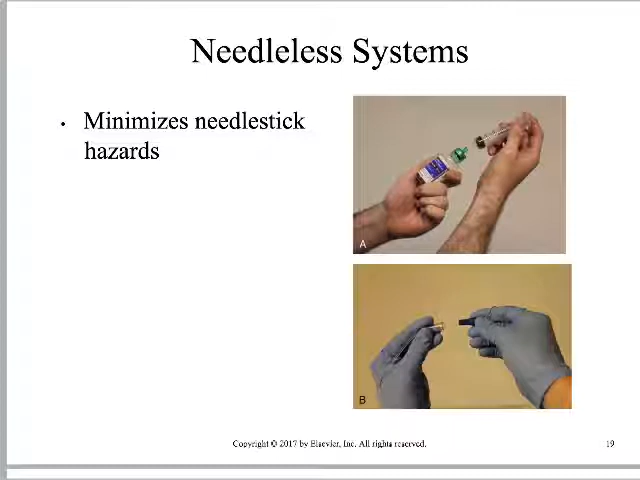 Needleless Systems
• Minimizes needlestick
hazards
A
B
Copyright © 2017 by Elsevier, Inc. All rights reserved.
19